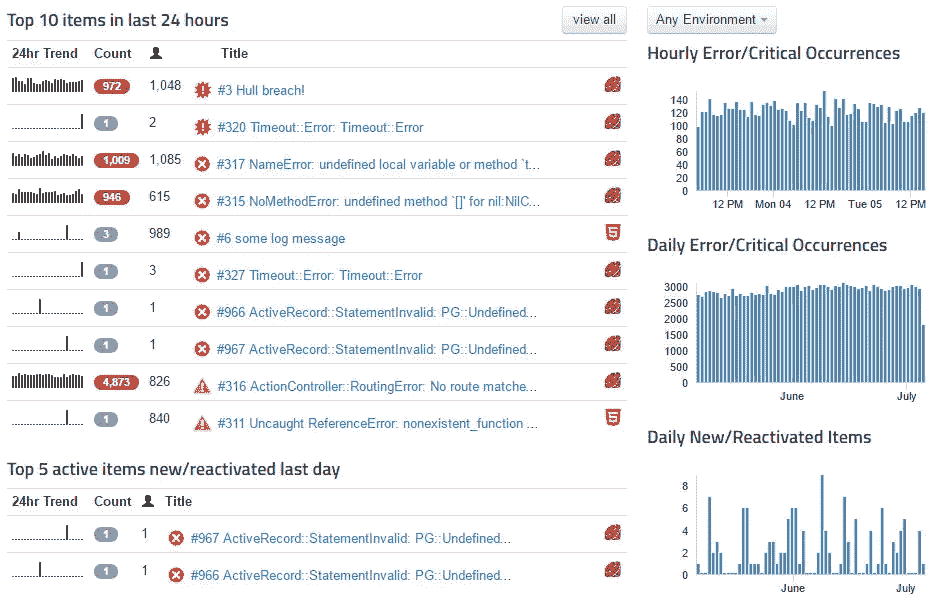 Top 10 items in last 24 hours
view all
24hr Trend Count Title
972 1,048 #3 Hull breach!
1 2 #320 Timeout::Error: Timeout::Error
1,009 1,085 #317 NameError: undefined local variable or method `t...
946 615 #315 NoMethodError: undefined method `[]' for nil:NilC...
3 989 #6 some log message
1 3 #327 Timeout::Error: Timeout::Error
1 1 #966 ActiveRecord::StatementInvalid: PG::Undefined...
1 1 #967 ActiveRecord::StatementInvalid: PG::Undefined...
4,873 826 #316 ActionController::RoutingError: No route matche...
1 840 #311 Uncaught ReferenceError: nonexistent_function ...
Top 5 active items new/reactivated last day
24hr Trend Count Title
1 1 #967 ActiveRecord::StatementInvalid: PG::Undefined...
1 1 #966 ActiveRecord::StatementInvalid: PG::Undefined...
Any Environment
Hourly Error/Critical Occurrences
140
120
100
80
60
40
20
0
12 PM Mon 04 12 PM Tue 05 12 PM
Daily Error/Critical Occurrences
3000
2500
2000
1500
1000
500
0
June July
Daily New/Reactivated Items
8
6
4
2
0
June July